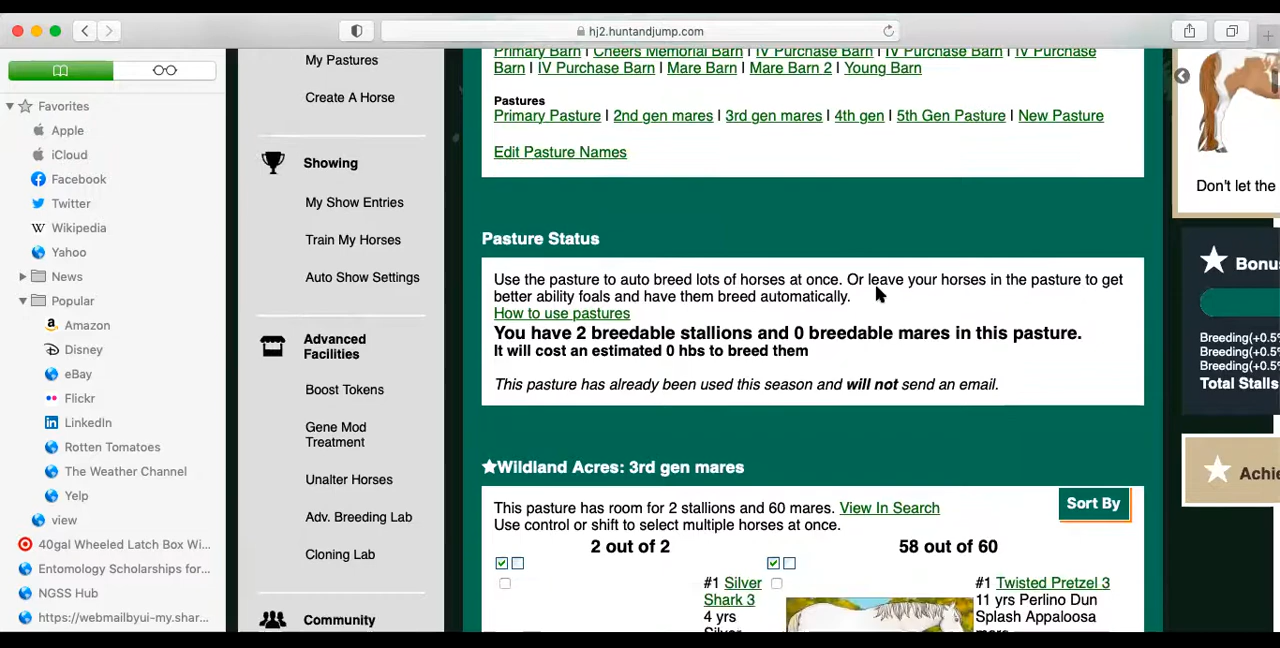 hj2.huntandjump.com
Favorites
Apple
iCloud
Facebook
Twitter
Wikipedia
Yahoo
News
Popular
Amazon
Disney
eBay
Flickr
LinkedIn
Rotten Tomatoes
The Weather Channel
Yelp
view
40gal Wheeled Latch Box Wi...
Entomology Scholarships for...
NGSS Hub
https://webmailbyui-my.shar...
My Pastures
Create A Horse
Showing
My Show Entries
Train My Horses
Auto Show Settings
Advanced
Facilities
Boost Tokens
Gene Mod
Treatment
Unalter Horses
Adv. Breeding Lab
Cloning Lab
Community
Primary Barn | Cheers Memorial Barn | IV Purchase Barn | IV Purchase Barn | IV Purchase
Barn | IV Purchase Barn | Mare Barn | Mare Barn 2 | Young Barn
Pastures
Primary Pasture | 2nd gen mares | 3rd gen mares | 4th gen | 5th Gen Pasture | New Pasture
Edit Pasture Names
Pasture Status
Use the pasture to auto breed lots of horses at once. Or leave your horses in the pasture to get
better ability foals and have them breed automatically.
How to use pastures
You have 2 breedable stallions and 0 breedable mares in this pasture.
It will cost an estimated 0 hbs to breed them
This pasture has already been used this season and will not send an email.
★Wildland Acres: 3rd gen mares
This pasture has room for 2 stallions and 60 mares. View In Search
Use control or shift to select multiple horses at once.
Sort By
2 out of 2
58 out of 60
#1 Silver
Shark 3
4 yrs
#1 Twisted Pretzel 3
11 yrs Perlino Dun
Splash Appaloosa
Don't let the
Bonu
Breeding(+0.5%
Breeding(+0.5%
Breeding(+0.5%
Total Stalls
Achie